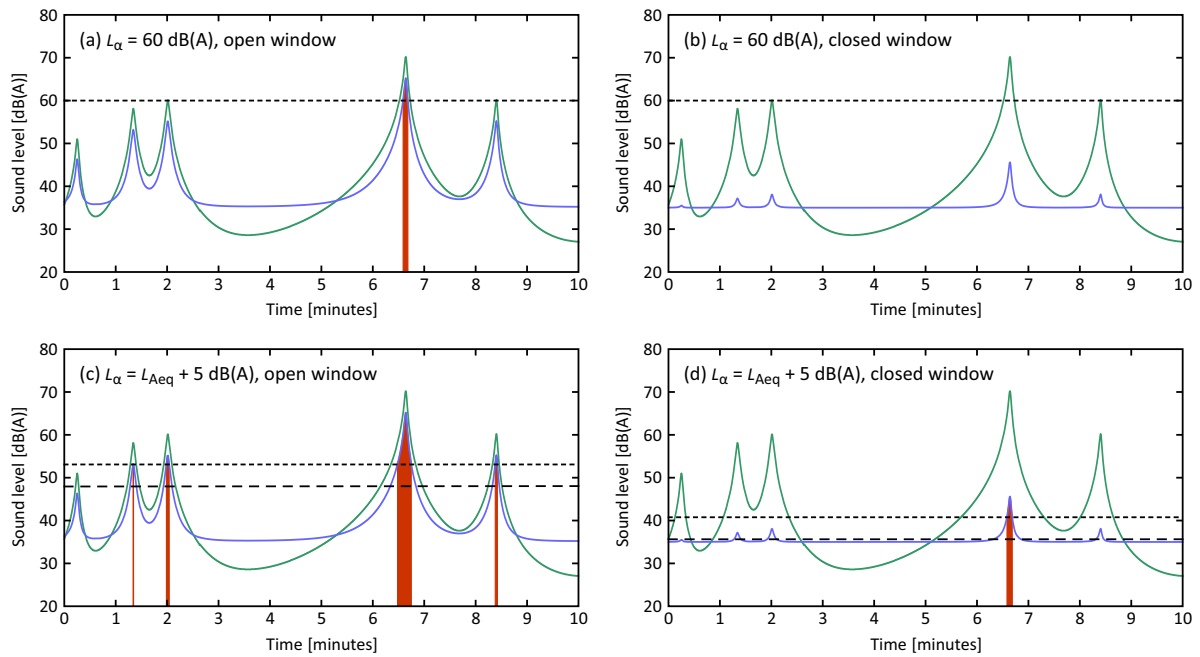 (a) Lα = 60 dB(A), open window
Sound level [dB(A)]
80
70
60
50
40
30
20
0 1 2 3 4 5 6 7 8 9 10
Time [minutes]
(b) Lα = 60 dB(A), closed window
Sound level [dB(A)]
80
70
60
50
40
30
20
0 1 2 3 4 5 6 7 8 9 10
Time [minutes]
(c) Lα = LAeq + 5 dB(A), open window
Sound level [dB(A)]
80
70
60
50
40
30
20
0 1 2 3 4 5 6 7 8 9 10
Time [minutes]
(d) Lα = LAeq + 5 dB(A), closed window
Sound level [dB(A)]
80
70
60
50
40
30
20
0 1 2 3 4 5 6 7 8 9 10
Time [minutes]